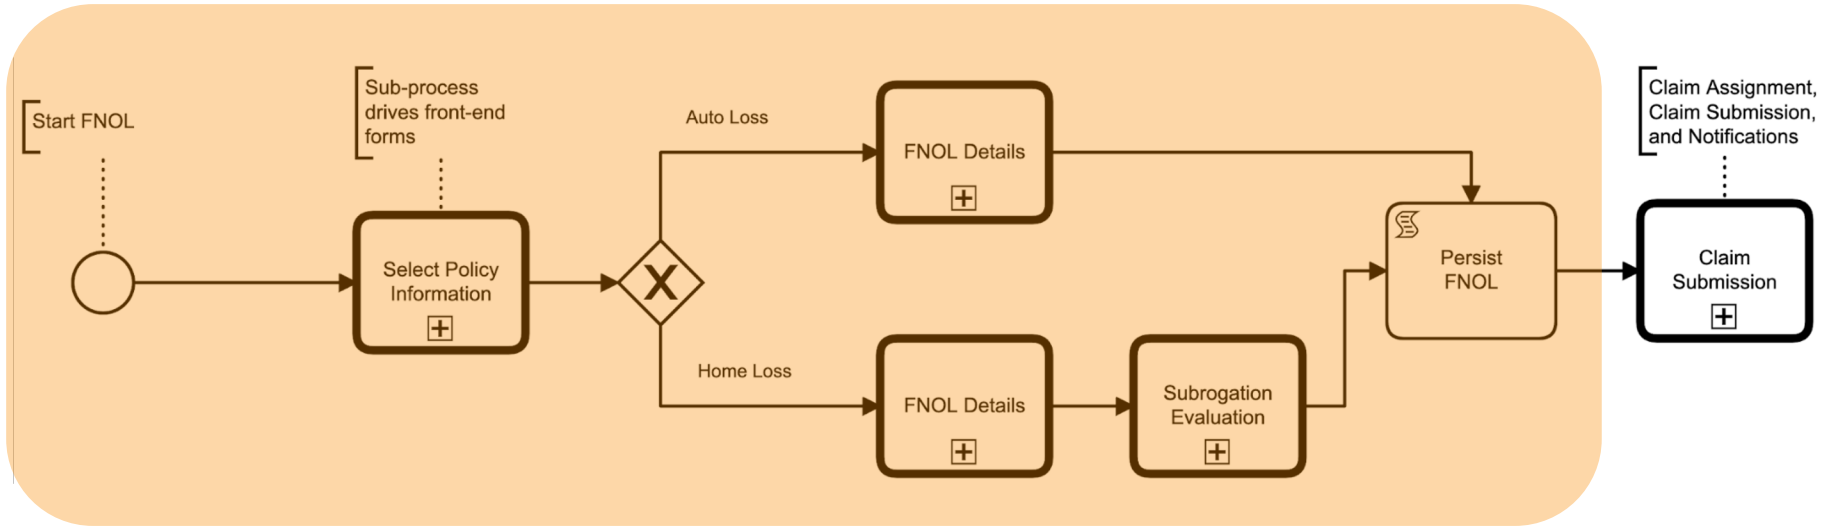 Start FNOL
Sub-process
drives front-end
forms
Select Policy
Information
Auto Loss
FNOL Details
Home Loss
FNOL Details
Subrogation
Evaluation
Persist
FNOL
Claim Assignment,
Claim Submission,
and Notifications
Claim
Submission